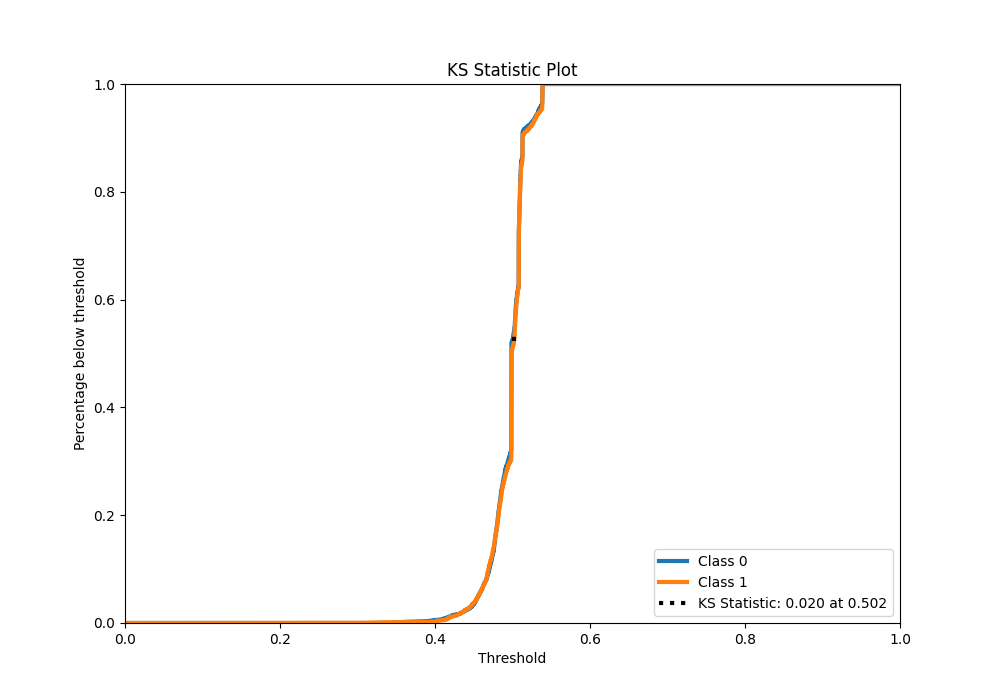 KS Statistic Plot
1.0
0.8
0.6
0.4
0.2
0.0
Percentage below threshold
0.0 0.2 0.4 0.6 0.8 1.0
Threshold
Class 0
Class 1
KS Statistic: 0.020 at 0.502